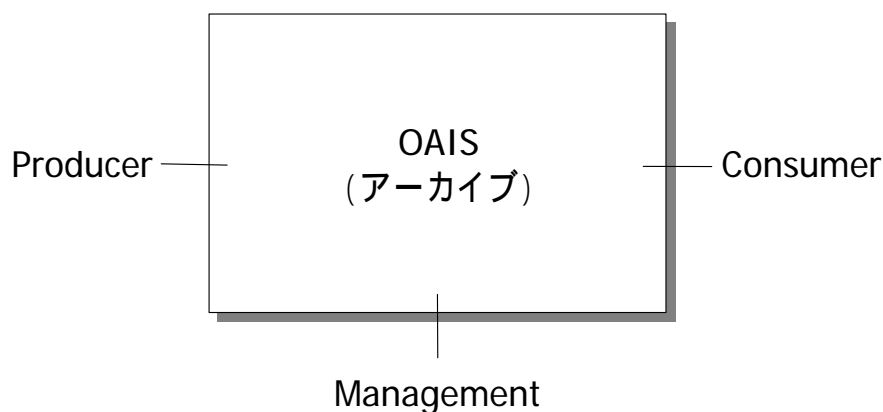 OAIS
(アーカイブ)
Producer
Consumer
Management